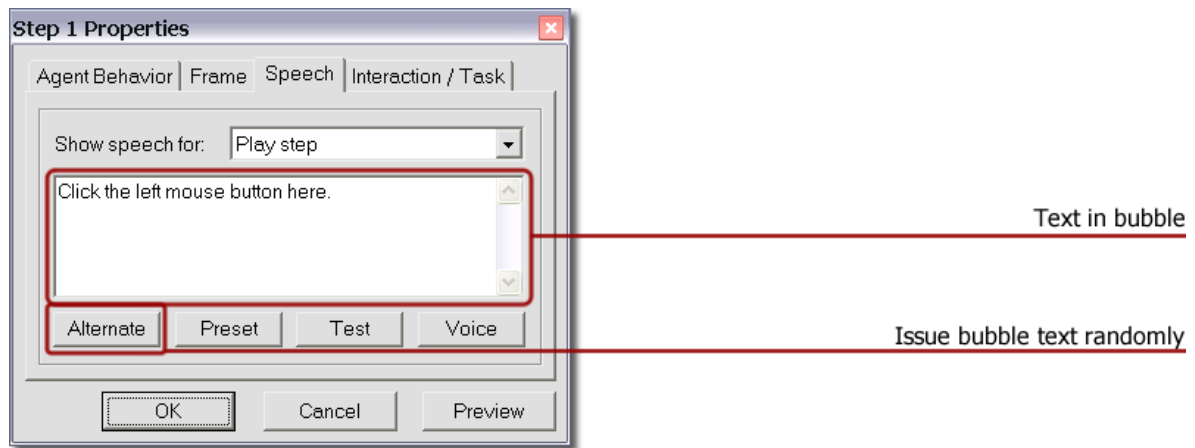 Step 1 Properties
Agent Behavior Frame Speech Interaction / Task
Show speech for: Play step
Click the left mouse button here.
Text in bubble
Alternate Preset Test Voice
Issue bubble text randomly
OK Cancel Preview